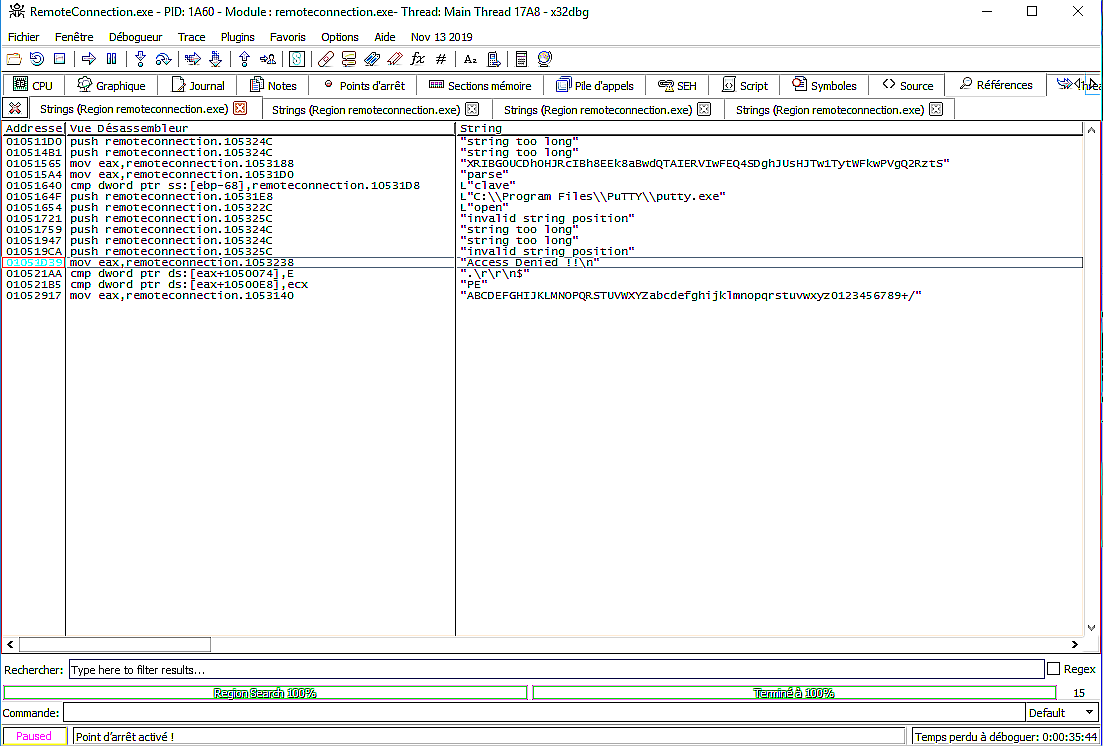 RemoteConnection.exe - PID: 1A60 - Module : remoteconnection.exe- Thread: Main Thread 17A8 - x32dbg
Fichier Fenêtre Débogueur Trace Plugins Favoris Options Aide Nov 13 2019
CPU Graphique Journal Notes Points d'arrêt Sections mémoire Pile d'appels SEH Script Symboles Source Références
Strings (Region remoteconnection.exe) Strings (Region remoteconnection.exe) Strings (Region remoteconnection.exe) Strings (Region remoteconnection.exe)
Addresse Vue Désassembleur String
010511D0 push remoteconnection.105324C "string too long"
010514B1 push remoteconnection.105324C "string too long"
01051565 mov eax,remoteconnection.1053188 "XRIBG0UCDh0HJRcIBh8EEk8aBwdQTAIERVIwFEQ4SDghJUsHJTw1TytWFkwPVgQ2RztS"
010515A4 mov eax,remoteconnection.10531D0 "parse"
01051640 cmp dword ptr ss:[ebp-68],remoteconnection.10531D8 L"clave"
0105164F push remoteconnection.10531E8 L"C:\\Program Files\\PuTTY\\putty.exe"
01051654 push remoteconnection.105322C L"open"
01051721 push remoteconnection.105325C "invalid string position"
01051759 push remoteconnection.105324C "string too long"
01051947 push remoteconnection.105324C "string too long"
010519CA push remoteconnection.105325C "invalid string position"
01051D39 mov eax,remoteconnection.1053238 "Access Denied !!\n"
010521AA cmp dword ptr ds:[eax+1050074],E ".\r\r\n$"
010521B5 cmp dword ptr ds:[eax+10500E8],ecx "PE"
01052917 mov eax,remoteconnection.1053140 "ABCDEFGHIJKLMNOPQRSTUVWXYZabcdefghijklmnopqrstuvwxyz0123456789+/"
Rechercher: Type here to filter results... Regex
Region Search 100% Terminé à 100% 15
Commande: Default
Paused Point d'arrêt activé ! Temps perdu à déboguer: 0:00:35:44